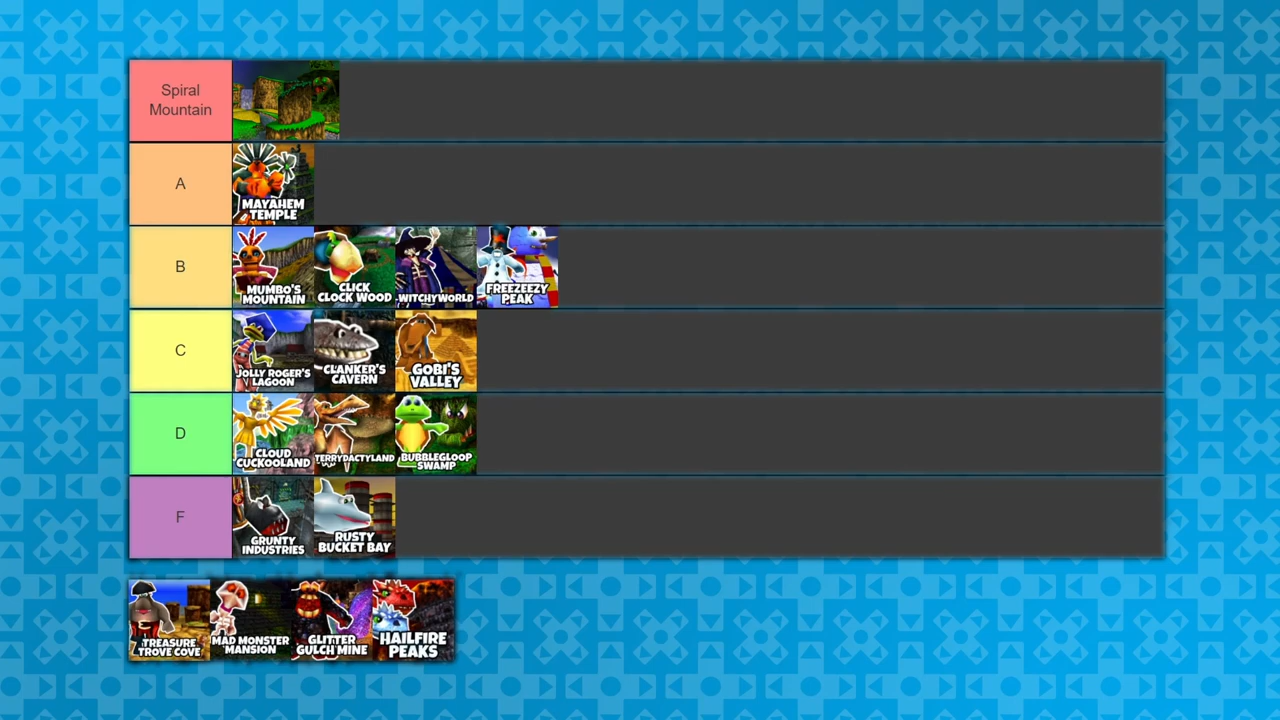 Spiral
Mountain
A
MAYAHEM
TEMPLE
B
MUMBO'S
MOUNTAIN
CLICK
CLOCK WOOD
WITCHYWORLD
FREEZEEZY
PEAK
C
JOLLY ROGER'S
LAGOON
CLANKER'S
CAVERN
GOBI'S
VALLEY
D
CLOUD
CUCKOOLAND
TERRYDACTYLAND
BUBBLEGLOOP
SWAMP
F
GRUNTY
INDUSTRIES
RUSTY
BUCKET BAY
TREASURE
TROVE COVE
MAD MONSTER
MANSION
GLITTER
GULCH MINE
HAILFIRE
PEAKS